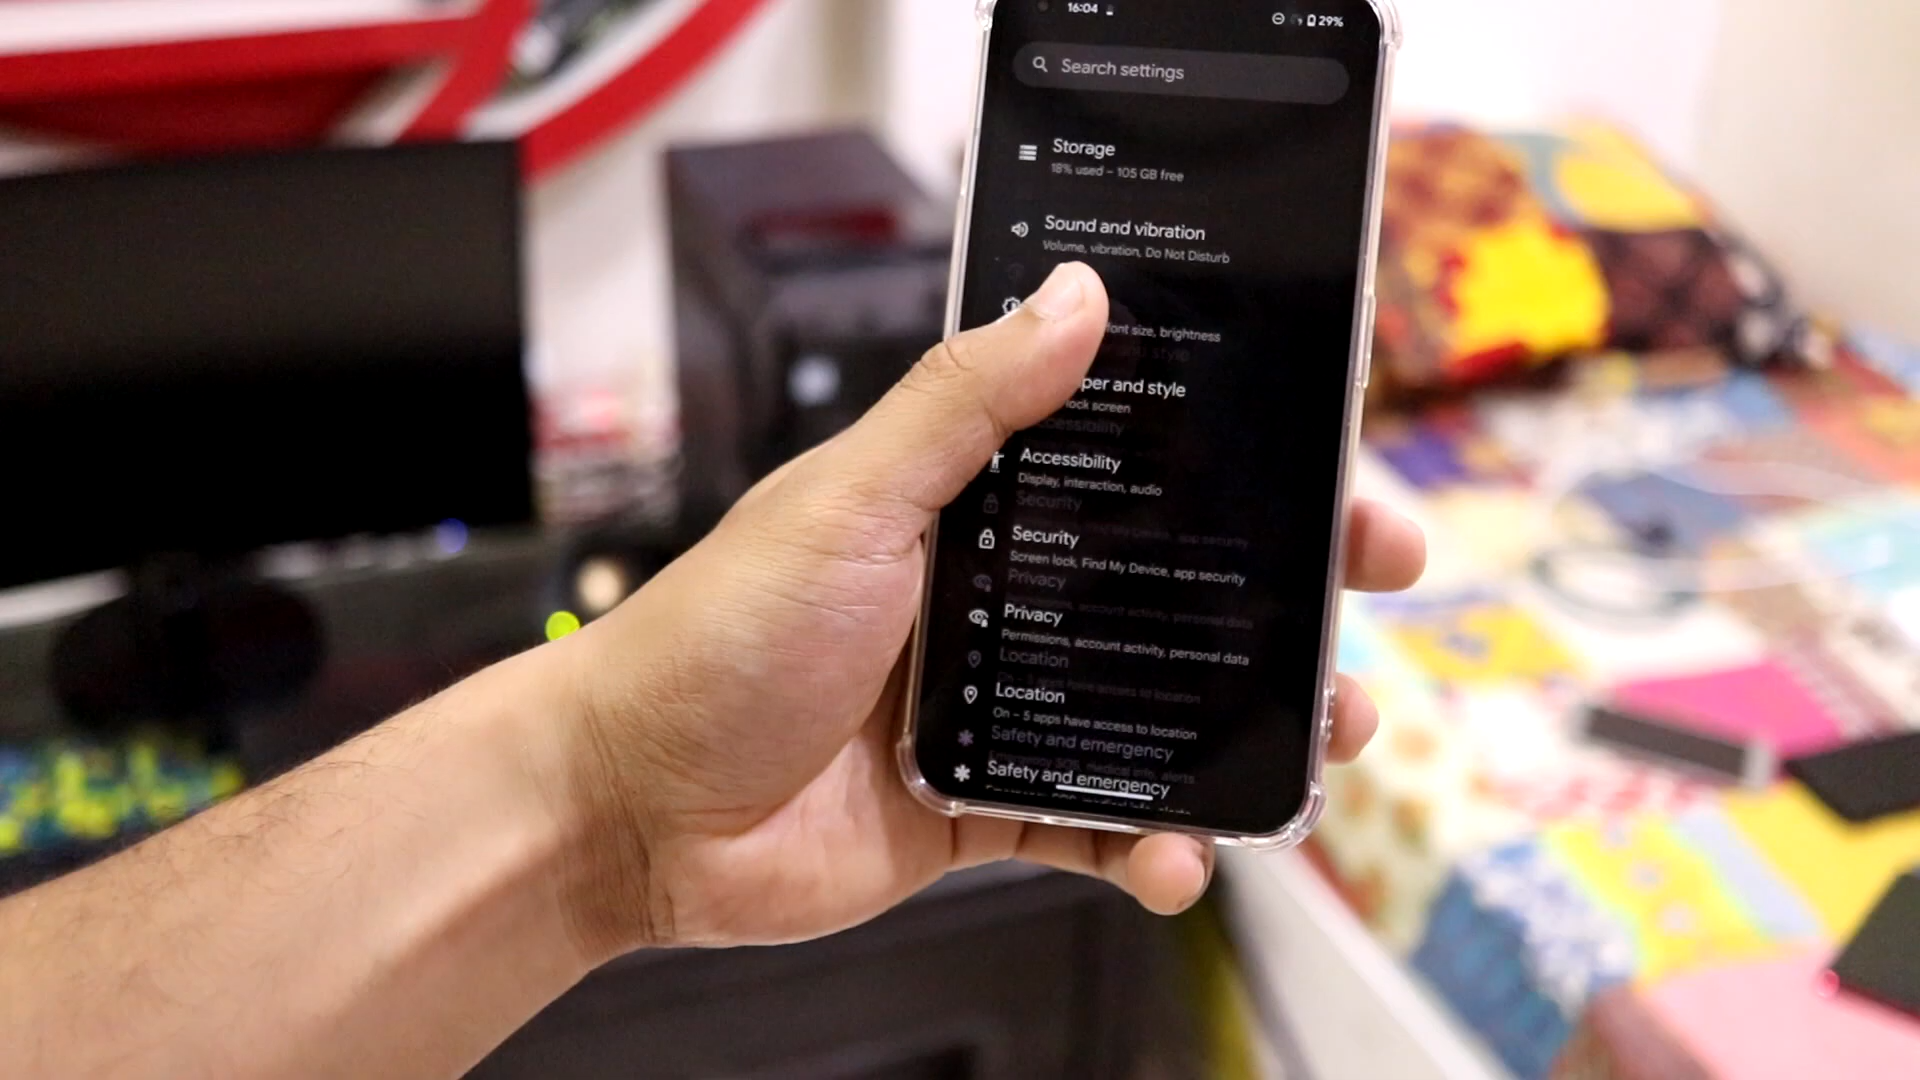 16:04
29%
Search settings
Storage
18% used – 105 GB free
Sound and vibration
Volume, vibration, Do Not Disturb
font size, brightness
per and style
lock screen
Accessibility
Display, interaction, audio
Security
Screen lock, Find My Device, app security
Privacy
Permissions, account activity, personal data
Location
On – 5 apps have access to location
Safety and emergency